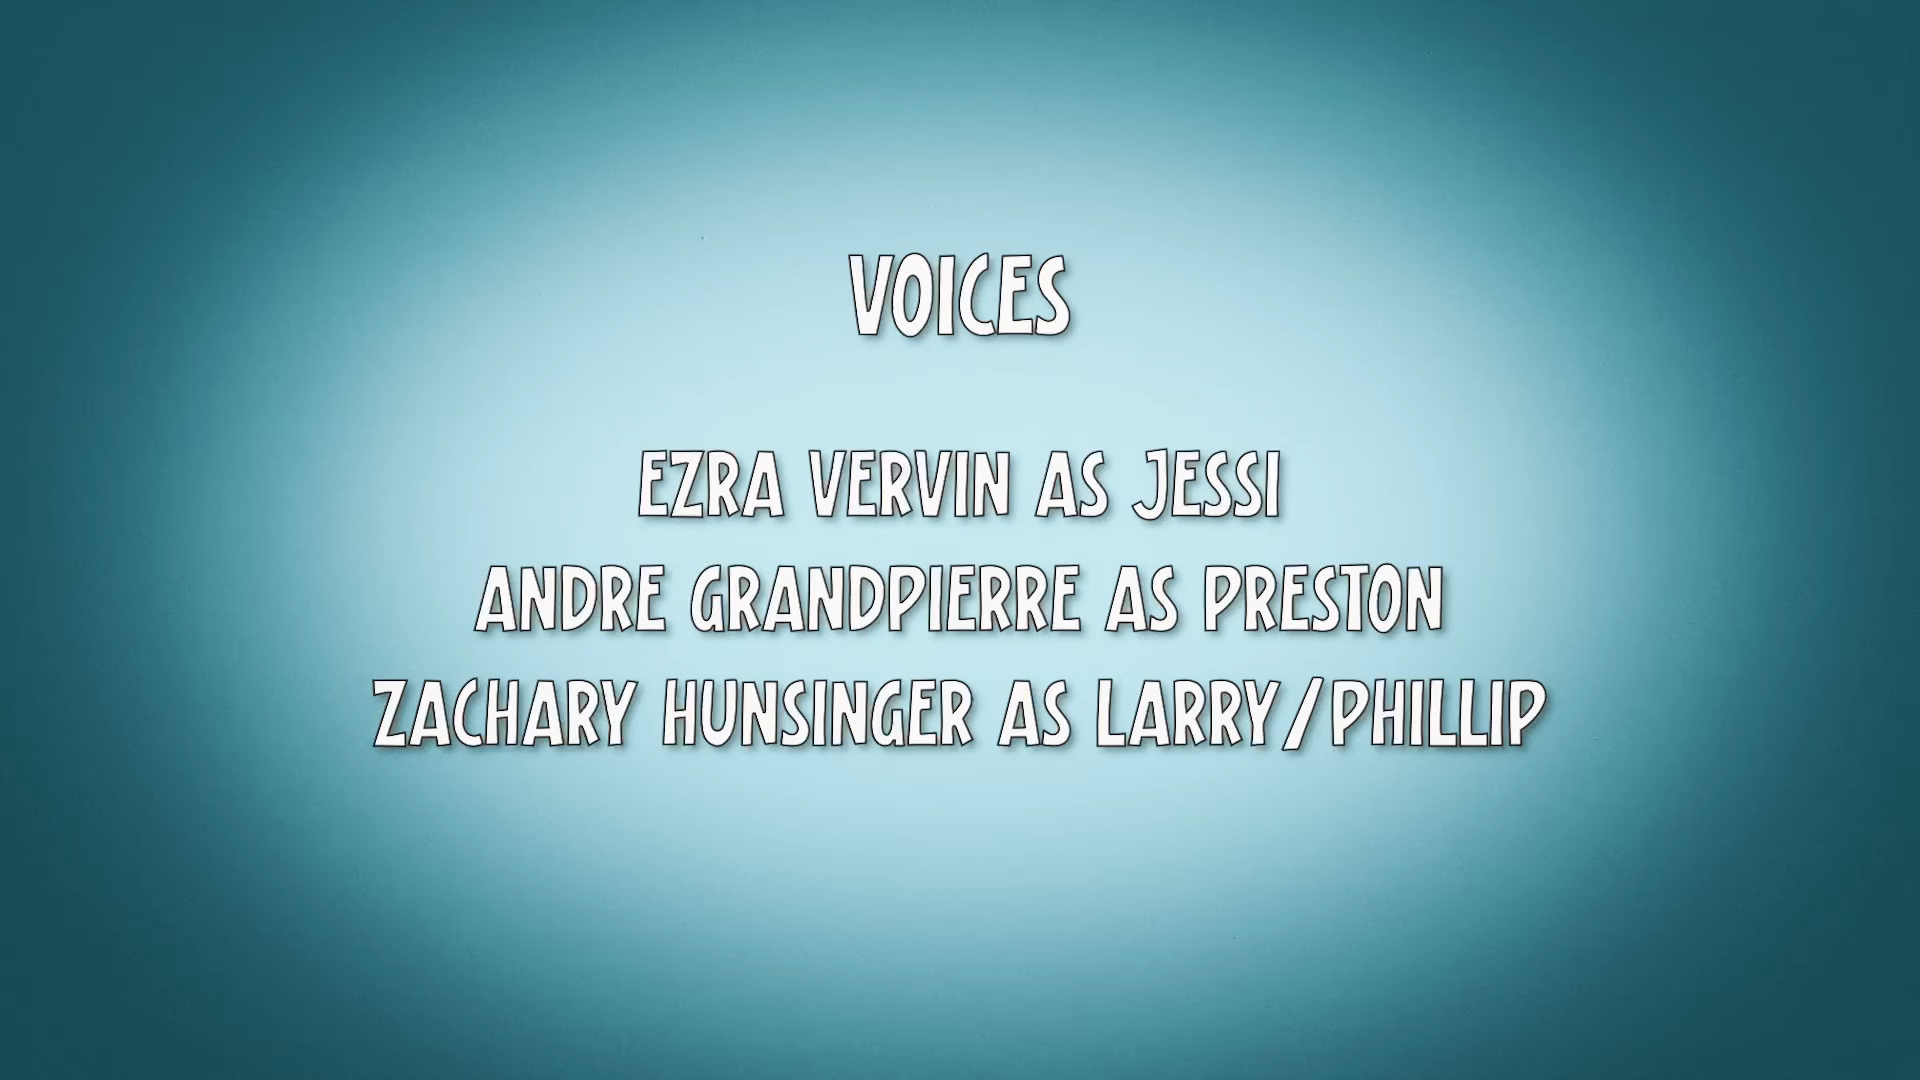 VOICES
EZRA VERVIN AS JESSI
ANDRE GRANDPIERRE AS PRESTON
ZACHARY HUNSINGER AS LARRY/PHILLIP